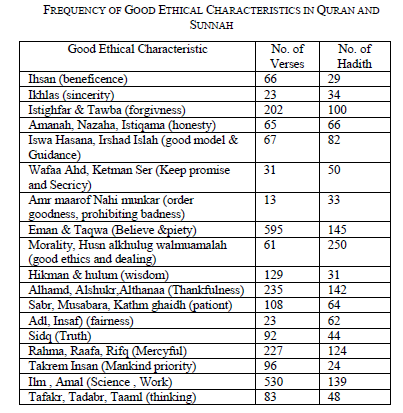 FREQUENCY OF GOOD ETHICAL CHARACTERISTICS IN QURAN AND
SUNNAH
Good Ethical Characteristic No. of Verses No. of Hadith
Ihsan (beneficence) 66 29
Ikhlas (sincerity) 23 34
Istighfar & Tawba (forgivness) 202 100
Amanah, Nazaha, Istiqama (honesty) 65 66
Iswa Hasana, Irshad Islah (good model & 67 82
Guidance)
Wafaa Ahd, Ketman Ser (Keep promise 31 50
and Secricy)
Amr maarof Nahi munkar (order 13 33
goodness, prohibiting badness)
Eman & Taqwa (Believe &piety) 595 145
Morality, Husn alkhulug walmuamalah 61 250
(good ethics and dealing)
Hikman & hulum (wisdom) 129 31
Alhamd, Alshukr,Althanaa (Thankfulness) 235 142
Sabr, Musabara, Kathm ghaidh (pationt) 108 64
Adl, Insaf) (fairness) 23 62
Sidq (Truth) 92 44
Rahma, Raafa, Rifq (Mercyful) 227 124
Takrem Insan (Mankind priority) 96 24
Ilm , Amal (Science , Work) 530 139
Tafakr, Tadabr, Taaml (thinking) 83 48